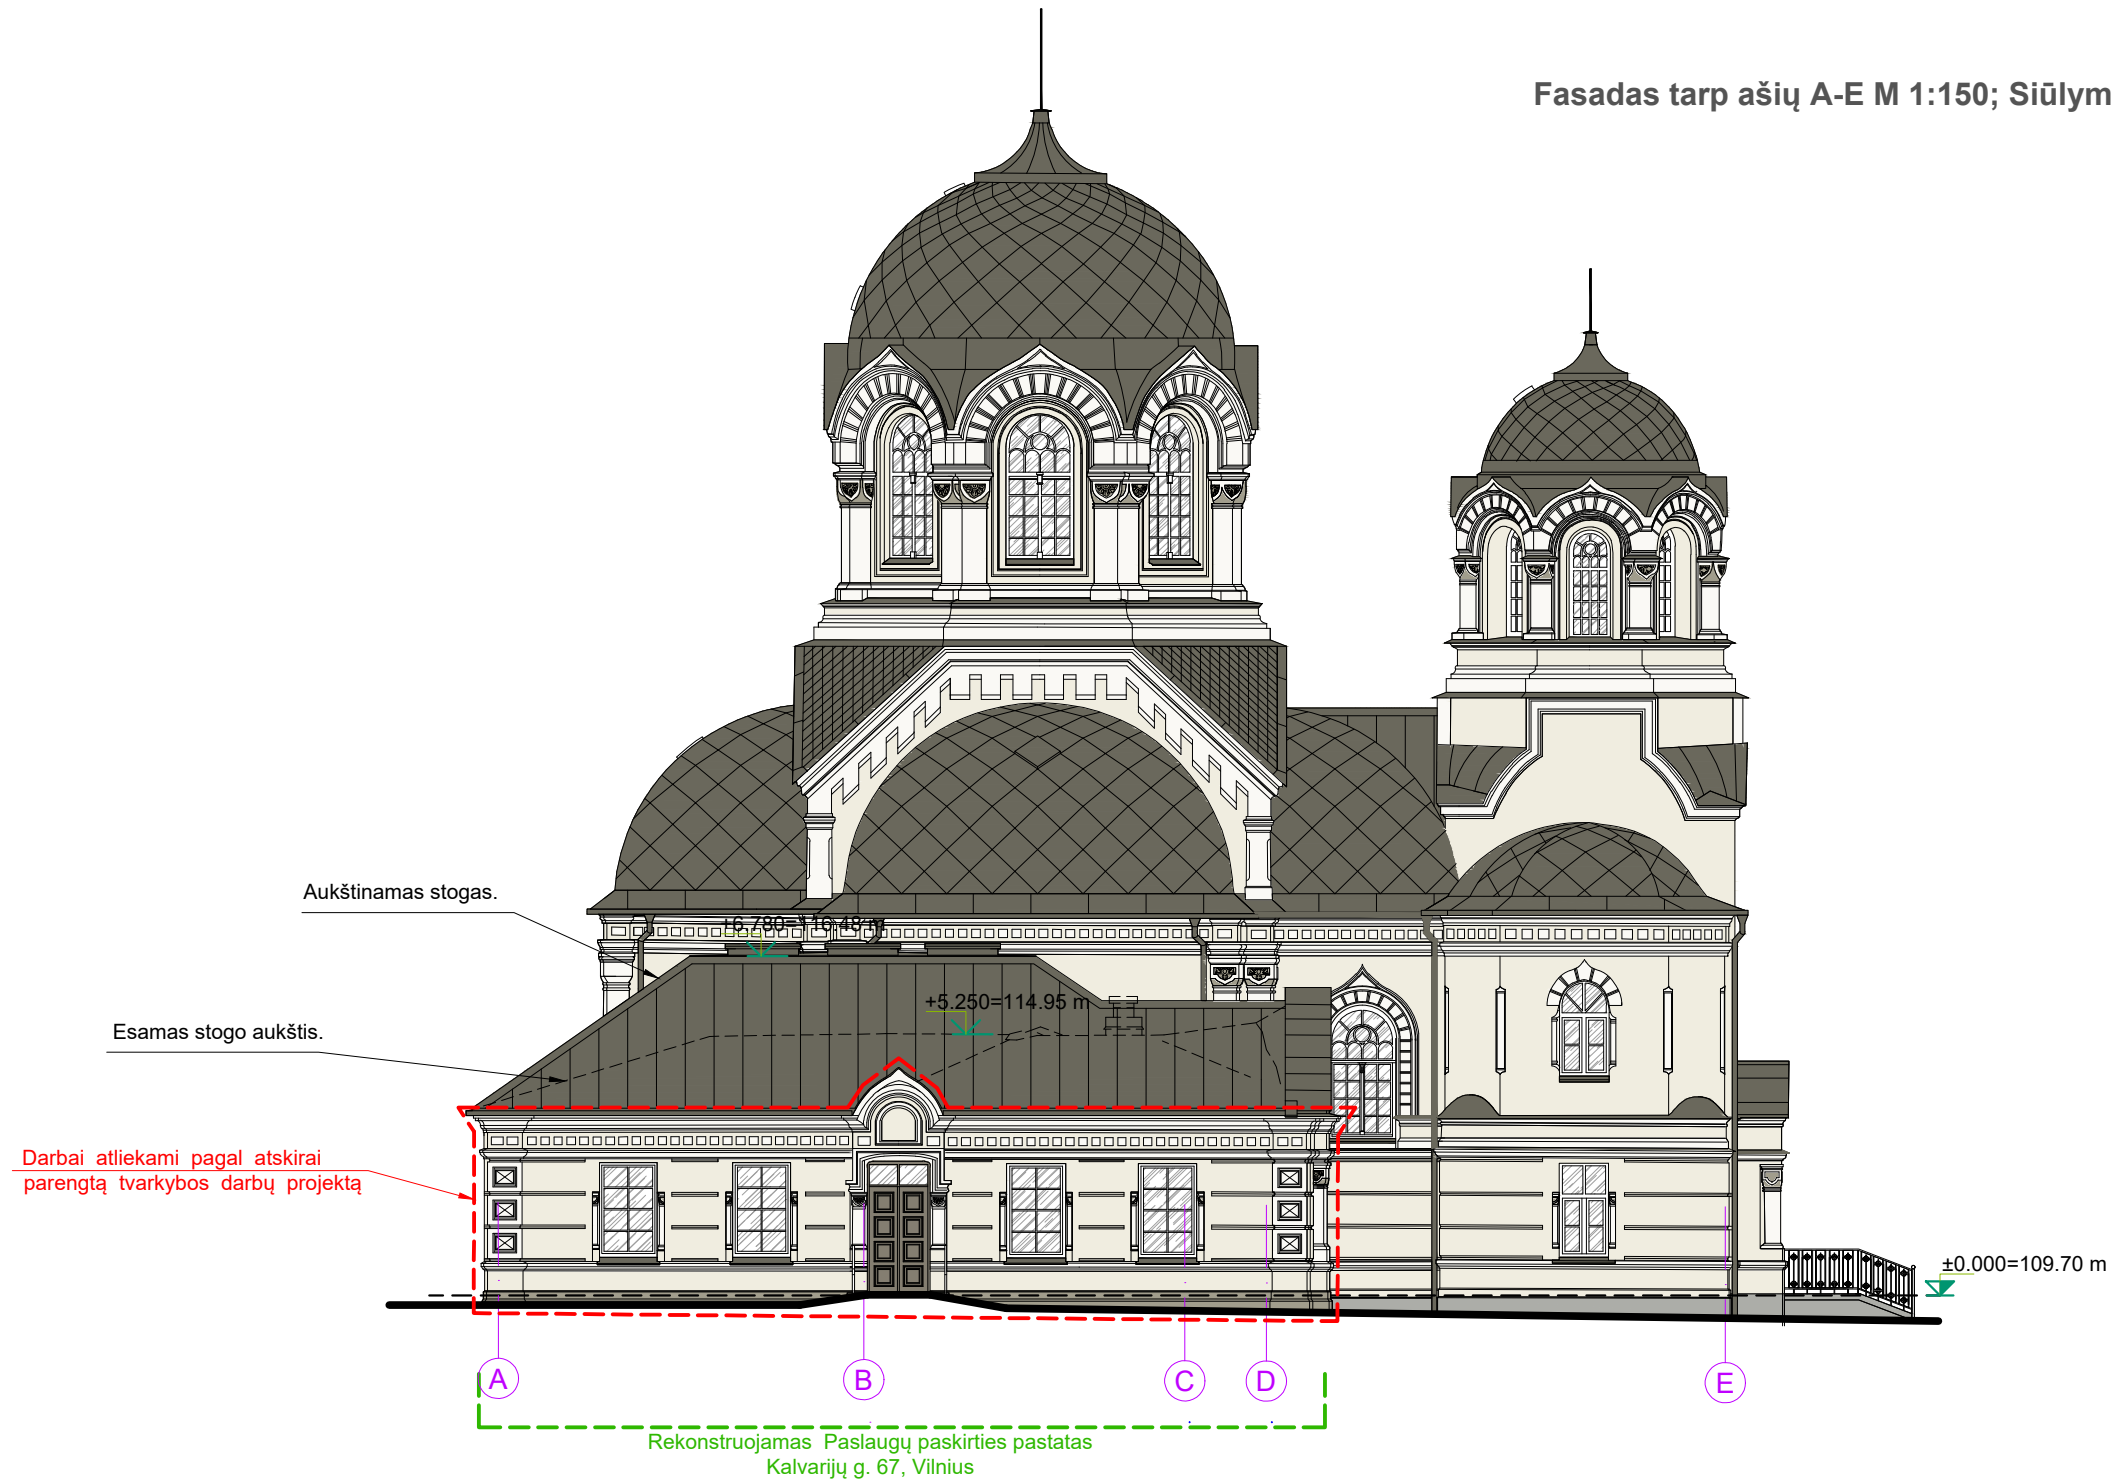 Fasadas tarp ašių A-E M 1:150; Siūlym
Aukštinamas stogas.
+6.780=116.48 m
+5.250=114.95 m
Esamas stogo aukštis.
Darbai atliekami pagal atskirai
parengtą tvarkybos darbų projektą
±0.000=109.70 m
A B C D E
Rekonstruojamas Paslaugų paskirties pastatas
Kalvarijų g. 67, Vilnius